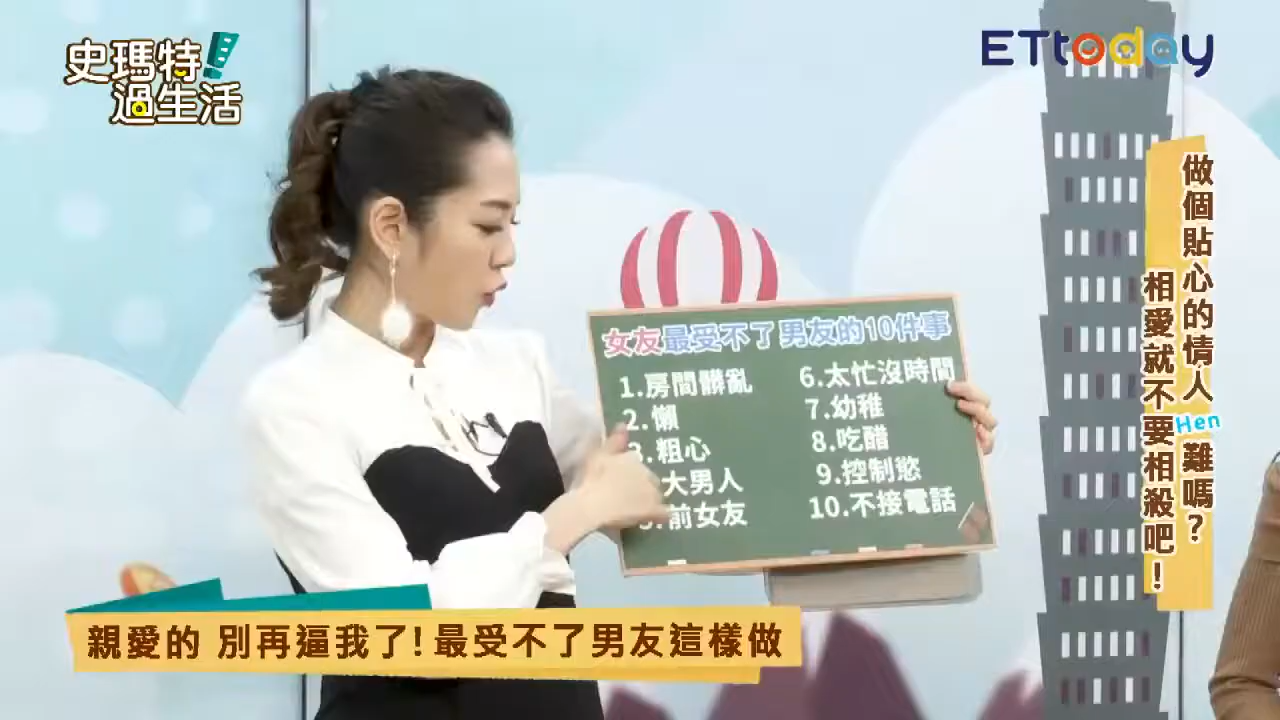 史瑪特!
過生活
ETtoday
做個貼心的情人Hen難嗎?
相愛就不要相殺吧!
女友最受不了男友的10件事
1.房間髒亂
2.懶
3.粗心
大男人
5.前女友
6.太忙沒時間
7.幼稚
8.吃醋
9.控制慾
10.不接電話
親愛的 別再逼我了!最受不了男友這樣做